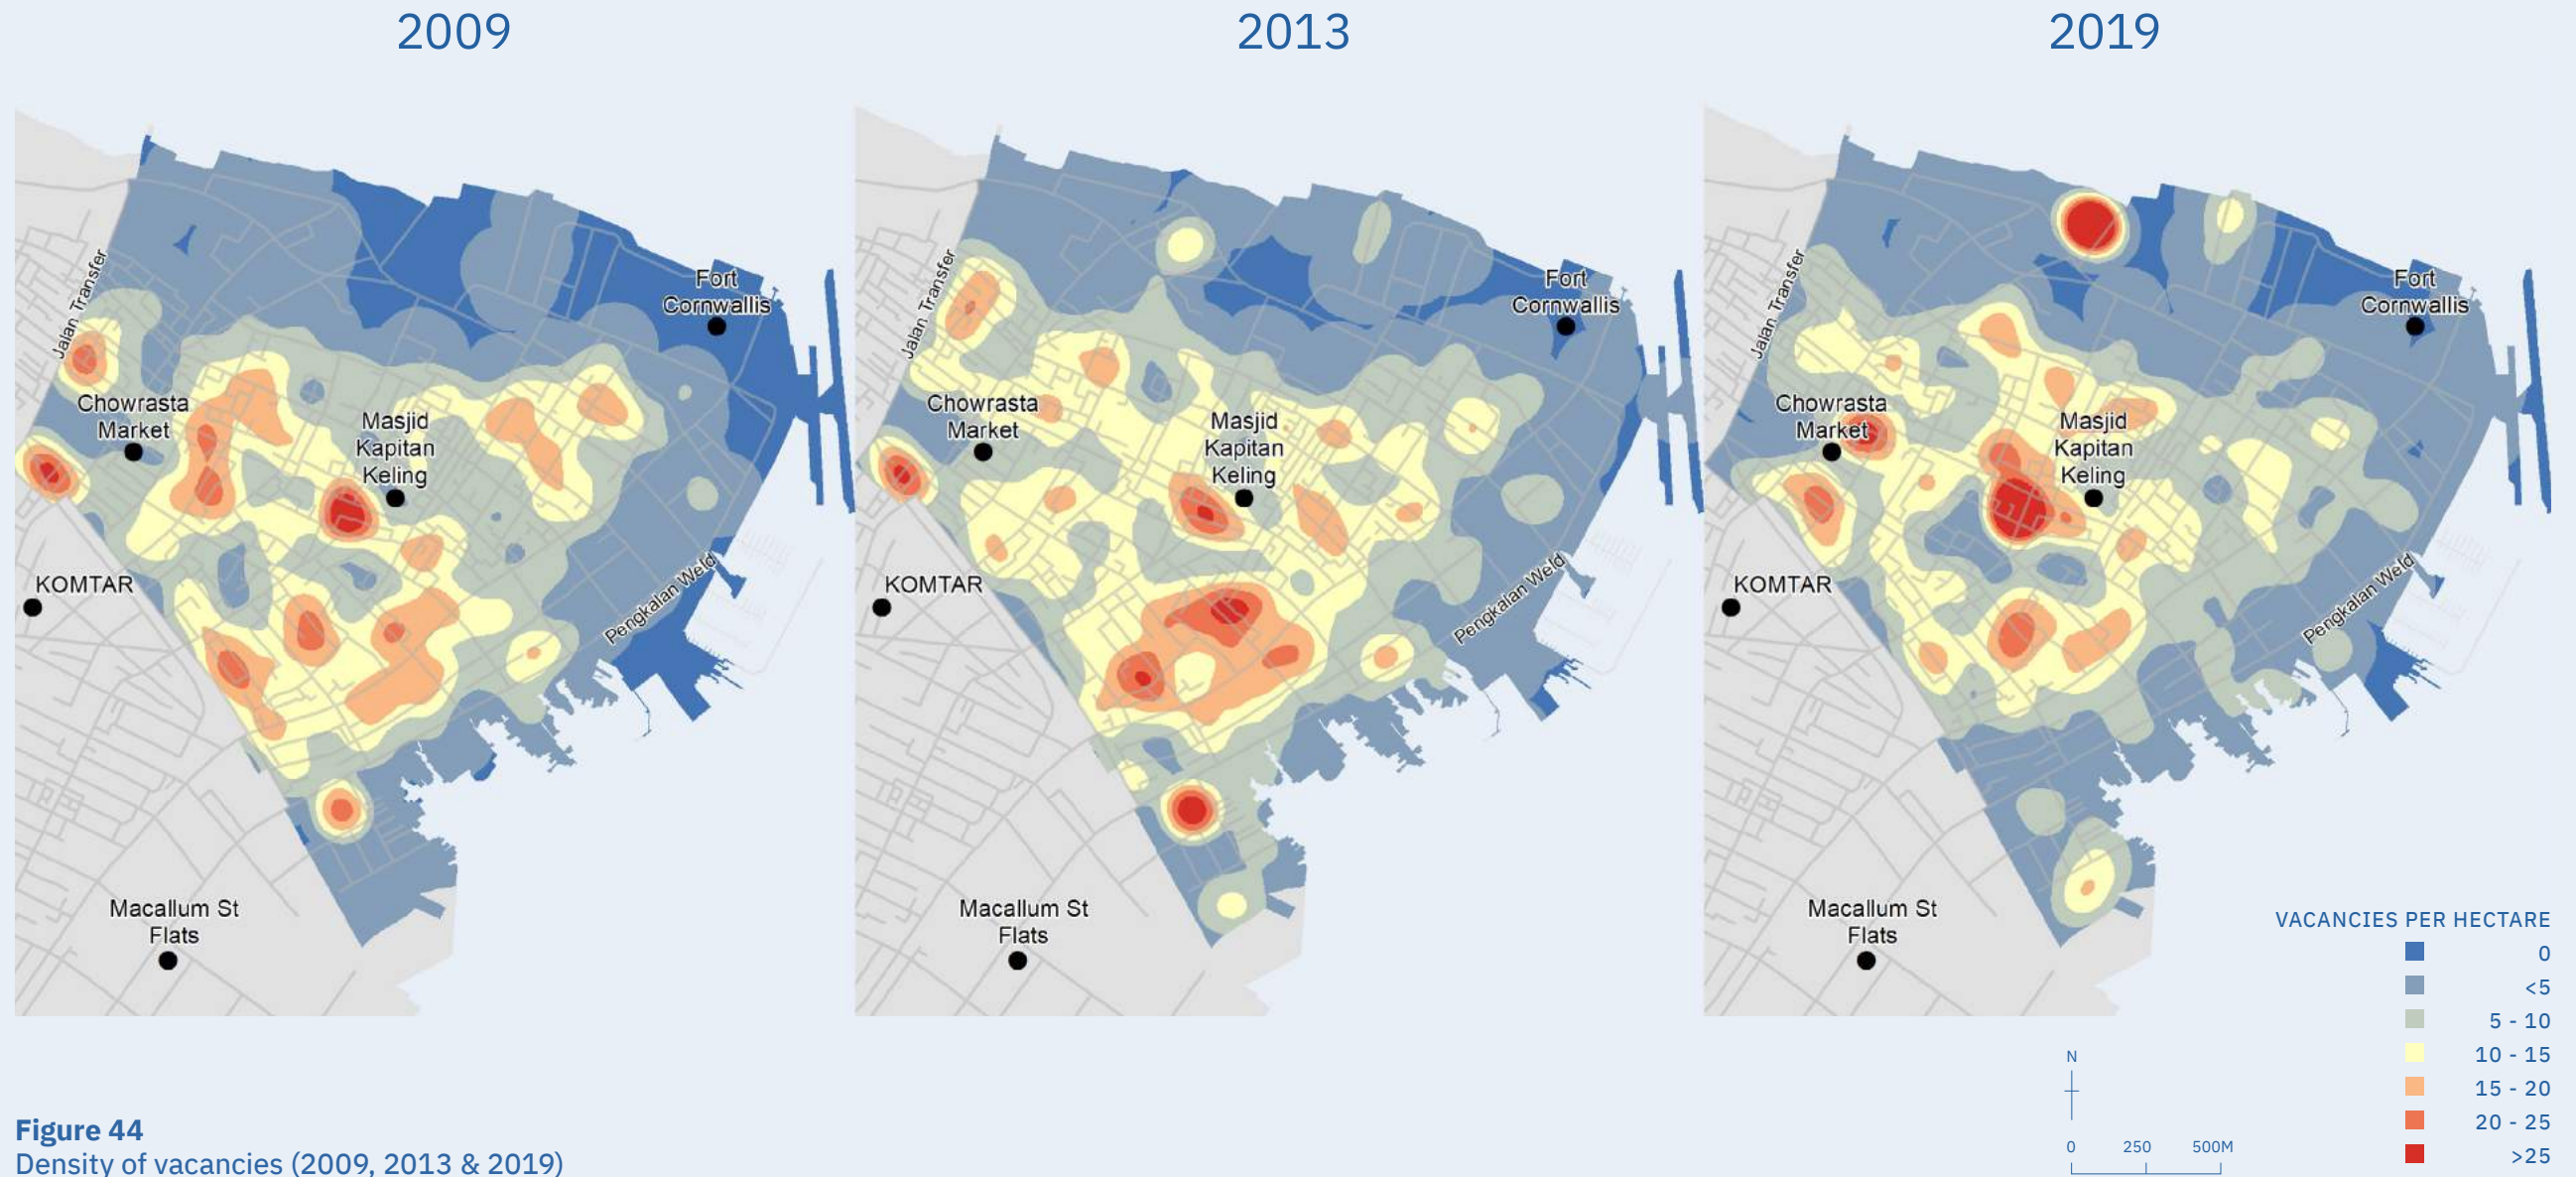 2009
2013
2019
Jalan Transfer
Fort
Cornwallis
Chowrasta
Market
Masjid
Kapitan
Keling
KOMTAR
Pengkalan Weld
Macallum St
Flats
Jalan Transfer
Fort
Cornwallis
Chowrasta
Market
Masjid
Kapitan
Keling
KOMTAR
Pengkalan Weld
Macallum St
Flats
Jalan Transfer
Fort
Cornwallis
Chowrasta
Market
Masjid
Kapitan
Keling
KOMTAR
Pengkalan Weld
Macallum St
Flats
VACANCIES PER HECTARE
0
<5
5 - 10
10 - 15
15 - 20
20 - 25
>25
N
0 250 500M
Figure 44
Density of vacancies (2009, 2013 & 2019)